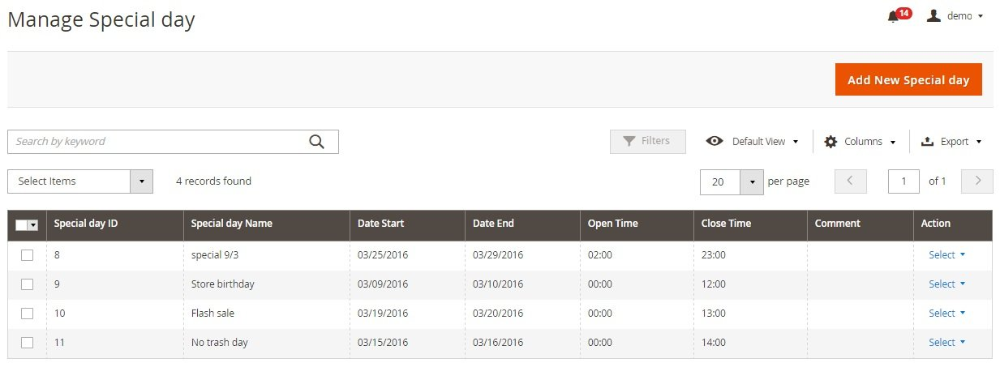 Manage Special day
14
demo
Add New Special day
Search by keyword
Filters
Default View
Columns
Export
Select Items
4 records found
20
per page
1
of 1
Special day ID Special day Name Date Start Date End Open Time Close Time Comment Action
8 special 9/3 03/25/2016 03/29/2016 02:00 23:00 Select
9 Store birthday 03/09/2016 03/10/2016 00:00 12:00 Select
10 Flash sale 03/19/2016 03/20/2016 00:00 13:00 Select
11 No trash day 03/15/2016 03/16/2016 00:00 14:00 Select